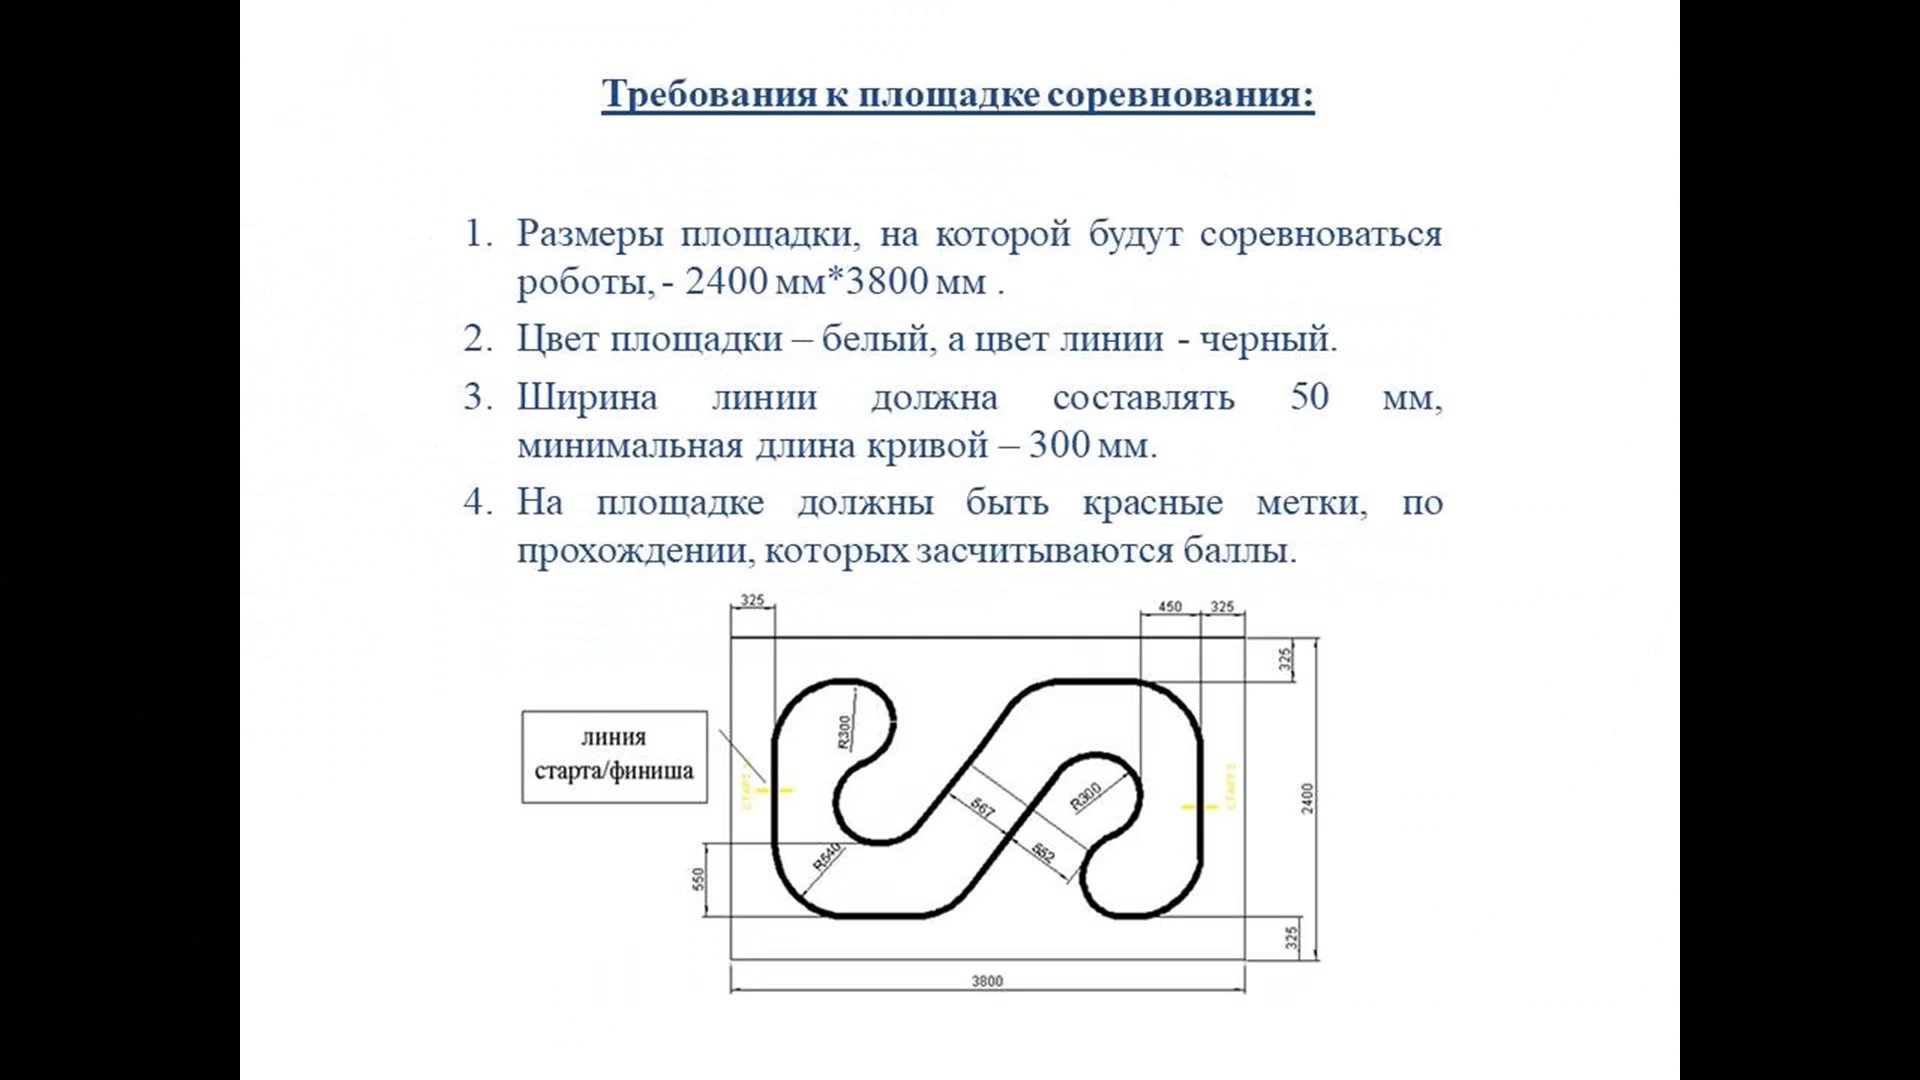 Требования к площадке соревнования:
1. Размеры площадки, на которой будут соревноваться
роботы, - 2400 мм*3800 мм .
2. Цвет площадки – белый, а цвет линии - черный.
3. Ширина линии должна составлять 50 мм,
минимальная длина кривой – 300 мм.
4. На площадке должны быть красные метки, по
прохождении, которых засчитываются баллы.
325
450
325
325
R300
линия
старта/финиша
R300
567
552
2400
R540
550
325
3800